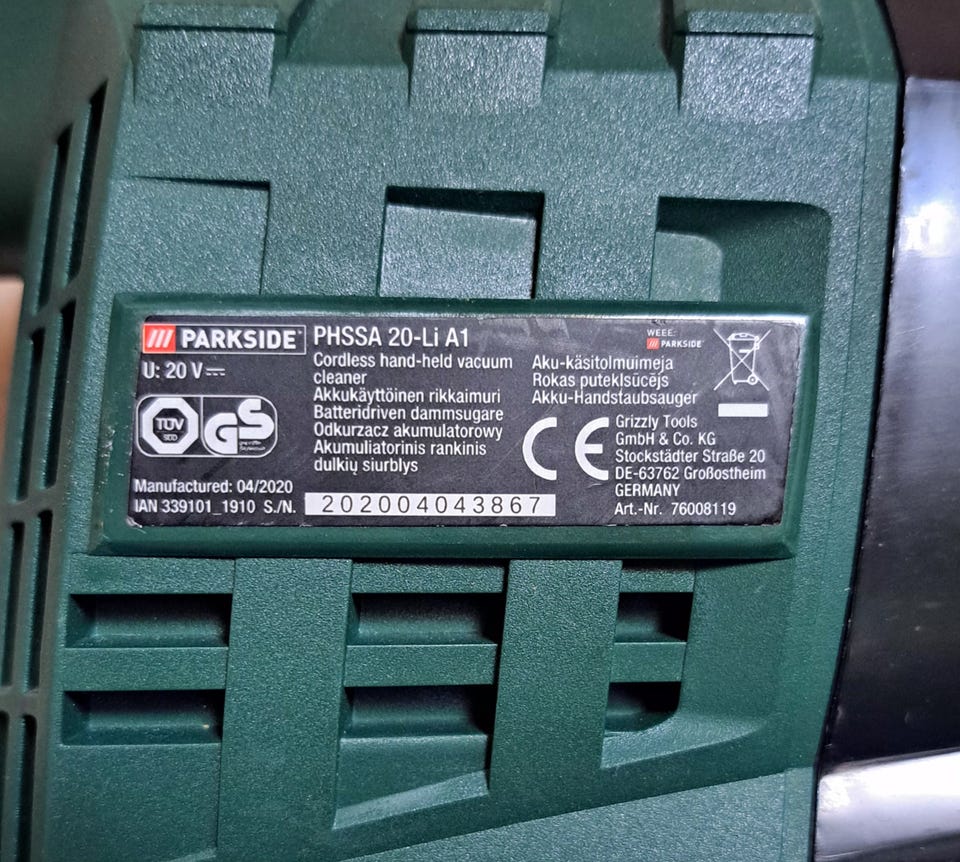 PARKSIDE
U: 20 V
TÜV
SÜD
GS
Manufactured: 04/2020
IAN 339101_1910 S./N. 202004043867
PHSSA 20-Li A1
Cordless hand-held vacuum
cleaner
Akkukäyttöinen rikkaimuri
Batteridriven dammsugare
Odkurzacz akumulatorowy
Akumuliatorinis rankinis
dulkių siurblys
WEEE:
PARKSIDE
Aku-käsitolmuimeja
Rokas puteklsūcējs
Akku-Handstaubsauger
CE
Grizzly Tools
GmbH & Co. KG
Stockstädter Straße 20
DE-63762 Großostheim
GERMANY
Art.-Nr. 76008119